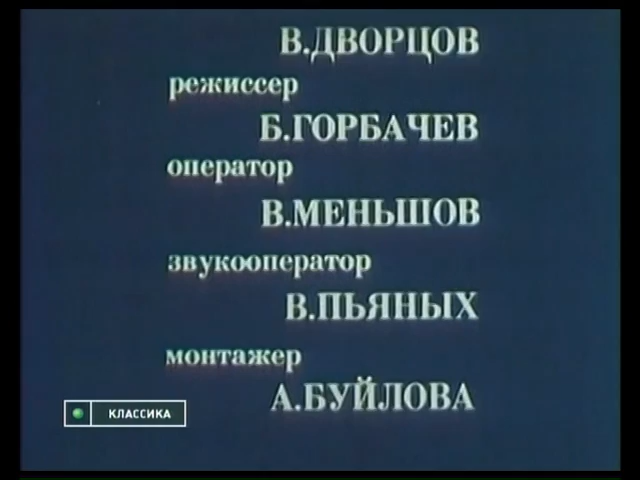 В.ДВОРЦОВ
режиссер
Б.ГОРБАЧЕВ
оператор
В.МЕНЬШОВ
звукооператор
В.ПЬЯНЫХ
монтажер
А.БУЙЛОВА
КЛАССИКА